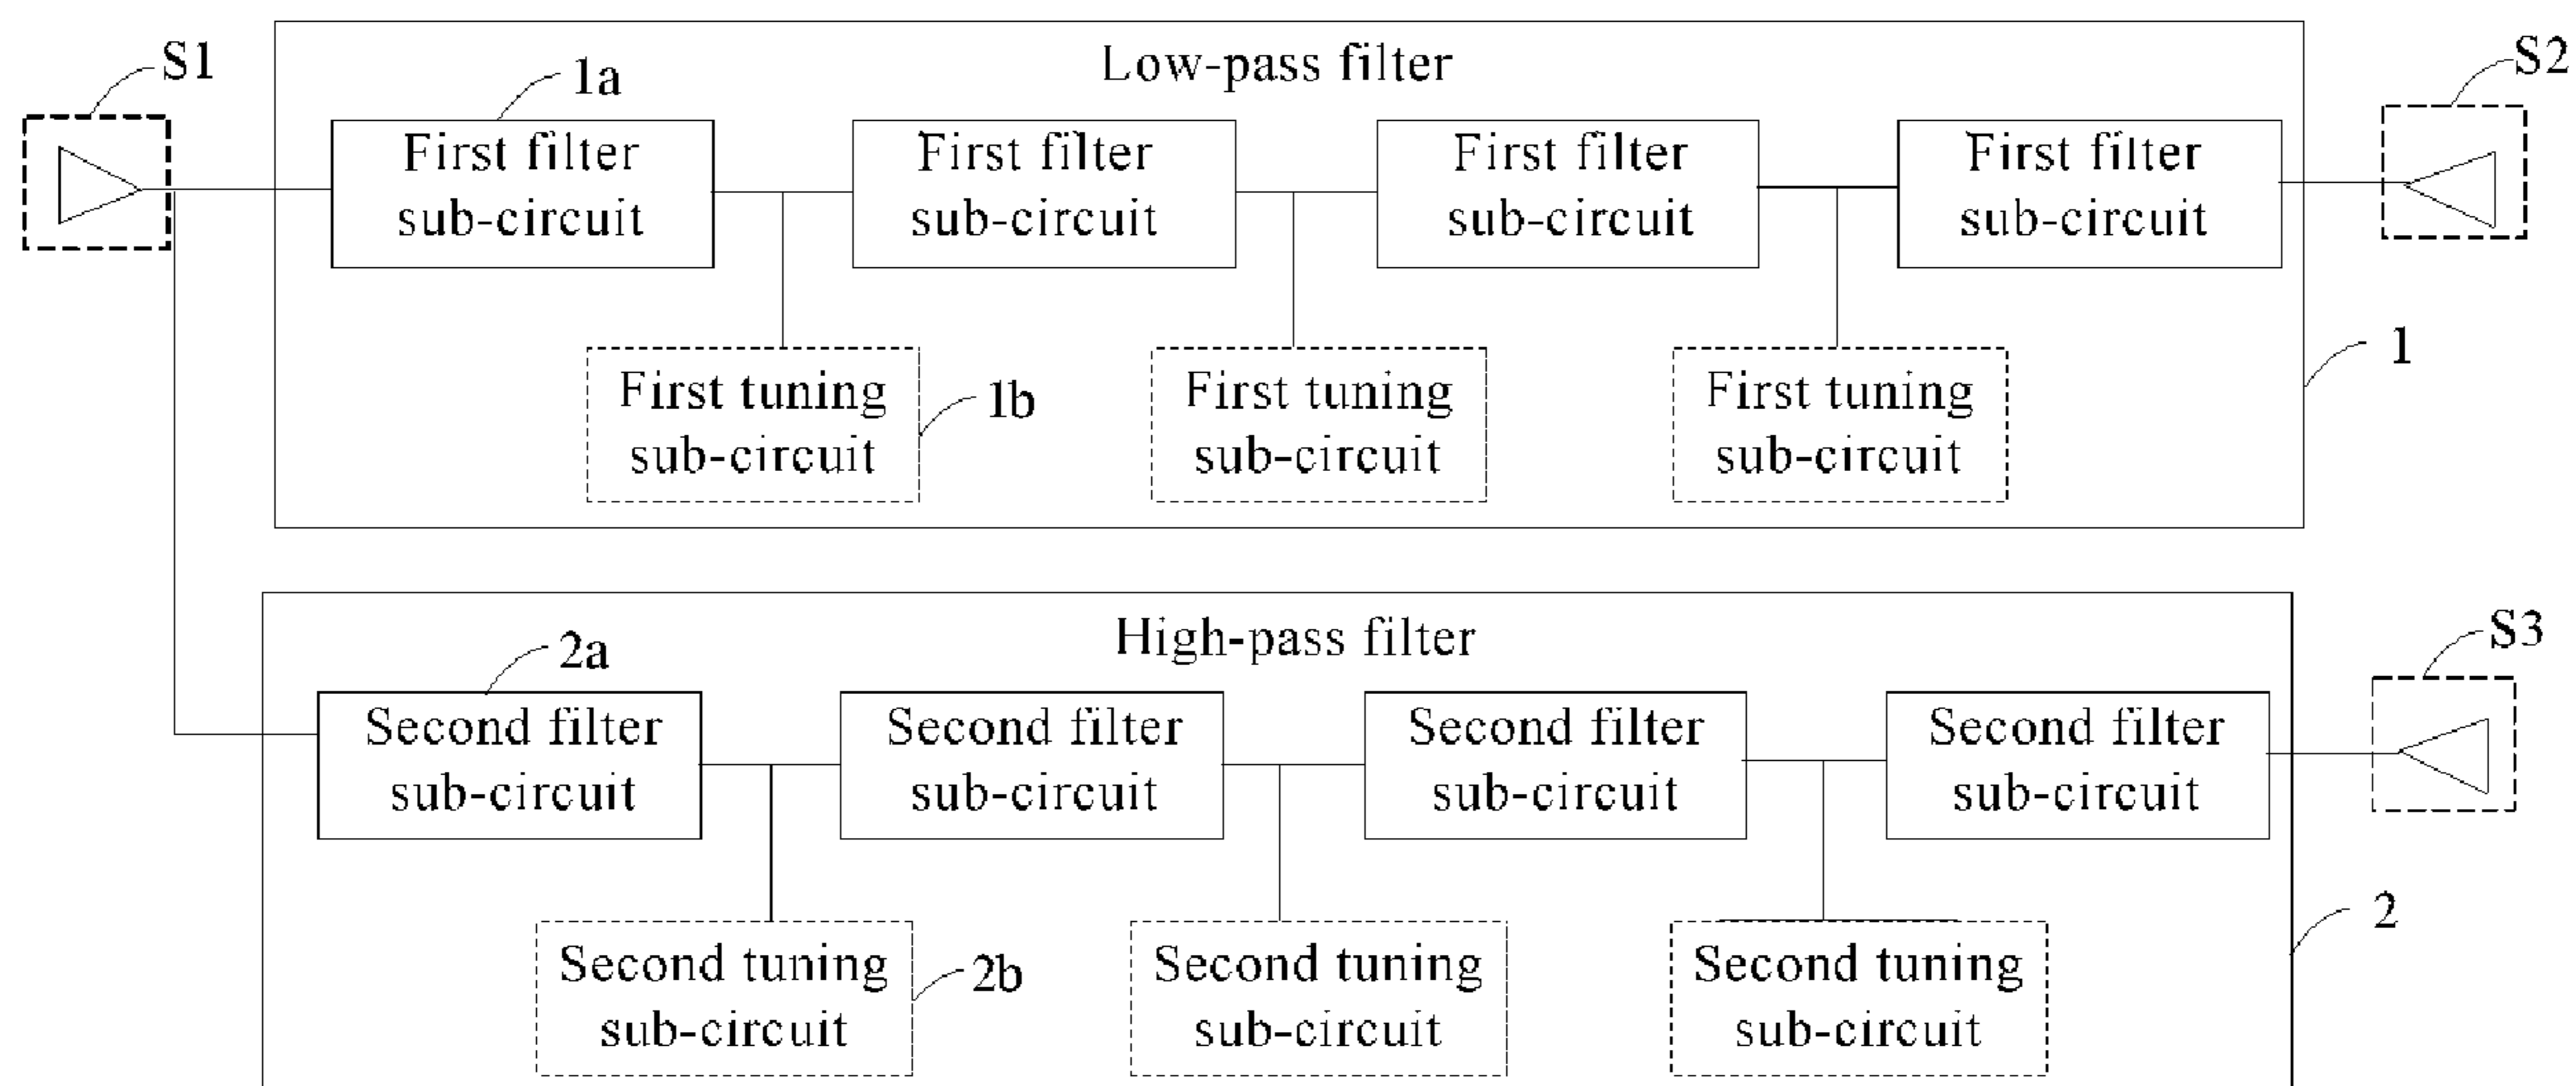 S1
Low-pass filter
S2
1a
First filter
sub-circuit
First filter
sub-circuit
First filter
sub-circuit
First filter
sub-circuit
1
First tuning
sub-circuit
1b
First tuning
sub-circuit
First tuning
sub-circuit
High-pass filter
S3
2a
Second filter
sub-circuit
Second filter
sub-circuit
Second filter
sub-circuit
Second filter
sub-circuit
2
Second tuning
sub-circuit
2b
Second tuning
sub-circuit
Second tuning
sub-circuit